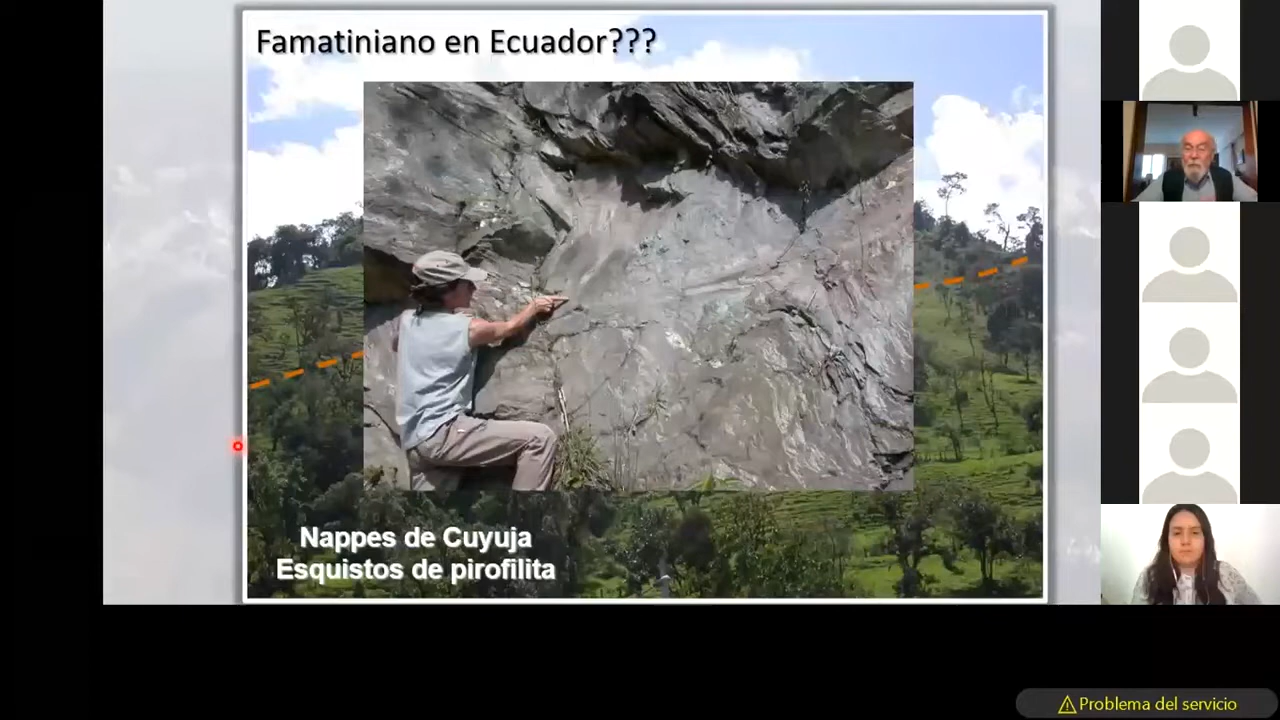 Famatiniano en Ecuador???
Nappes de Cuyuja
Esquistos de pirofilita
Problema del servicio